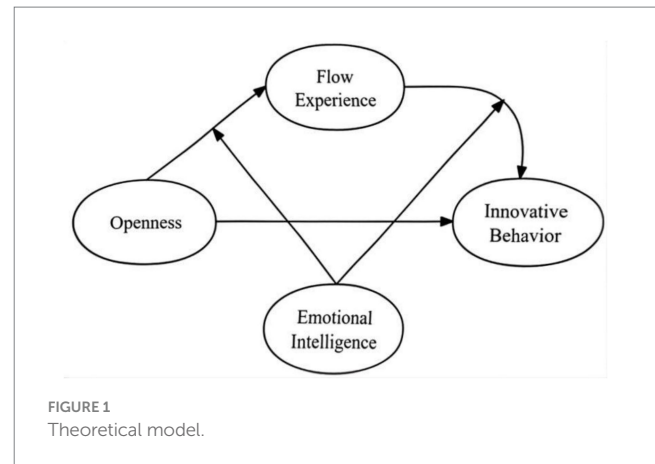 Flow
Experience
Openness
Innovative
Behavior
Emotional
Intelligence
FIGURE 1
Theoretical model.